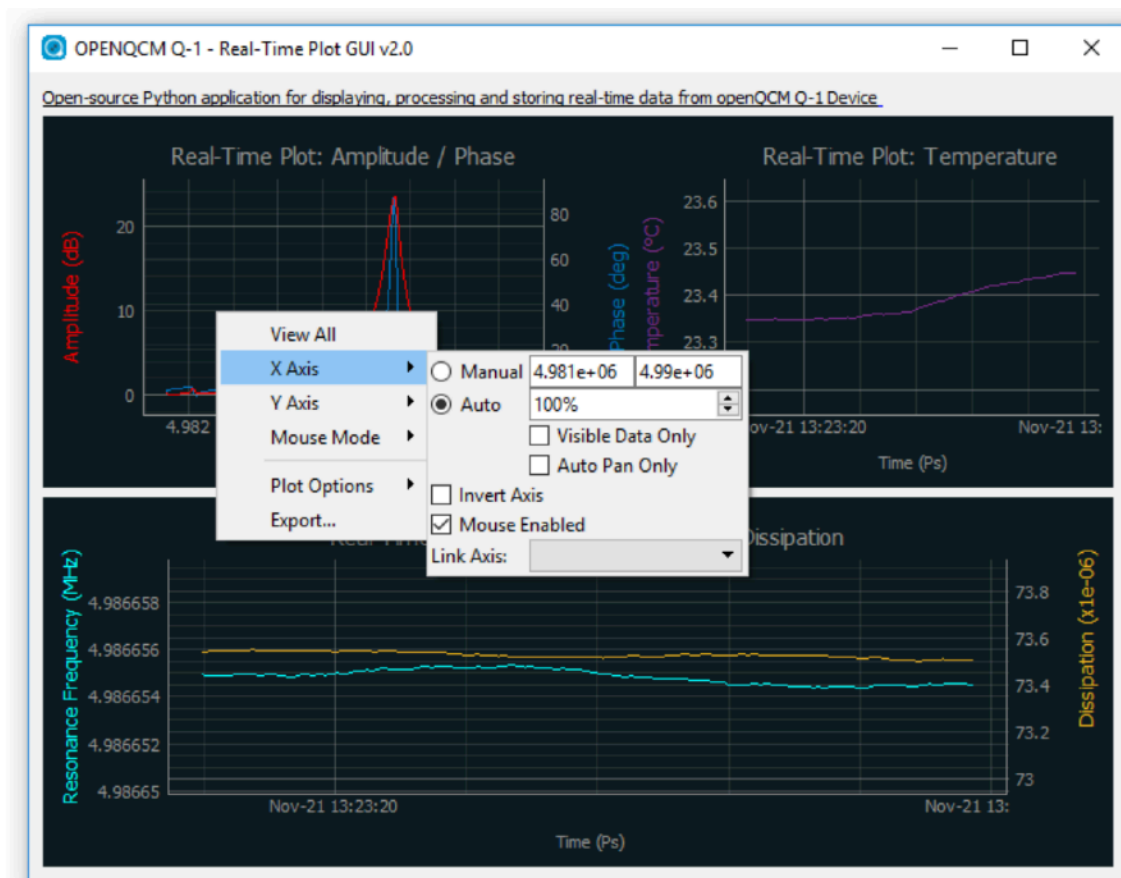 OPENQCM Q-1 - Real-Time Plot GUI v2.0
Open-source Python application for displaying, processing and storing real-time data from openQCM Q-1 Device
Real-Time Plot: Amplitude / Phase
Amplitude (dB)
20
10
0
80
60
40
20
Phase (deg)
4.982
Real-Time Plot: Temperature
mperature (°C)
23.6
23.5
23.4
23.3
ov-21 13:23:20
Nov-21 13:
Time (Ps)
View All
X Axis
Y Axis
Mouse Mode
Plot Options
Export...
Manual 4.981e+06 4.99e+06
Auto 100%
Visible Data Only
Auto Pan Only
Invert Axis
Mouse Enabled
Link Axis:
Real-Time
Dissipation
Resonance Frequency (MHz)
4.986658
4.986656
4.986654
4.986652
4.98665
73.8
73.6
73.4
73.2
73
Dissipation (x1e-06)
Nov-21 13:23:20
Nov-21 13:
Time (Ps)